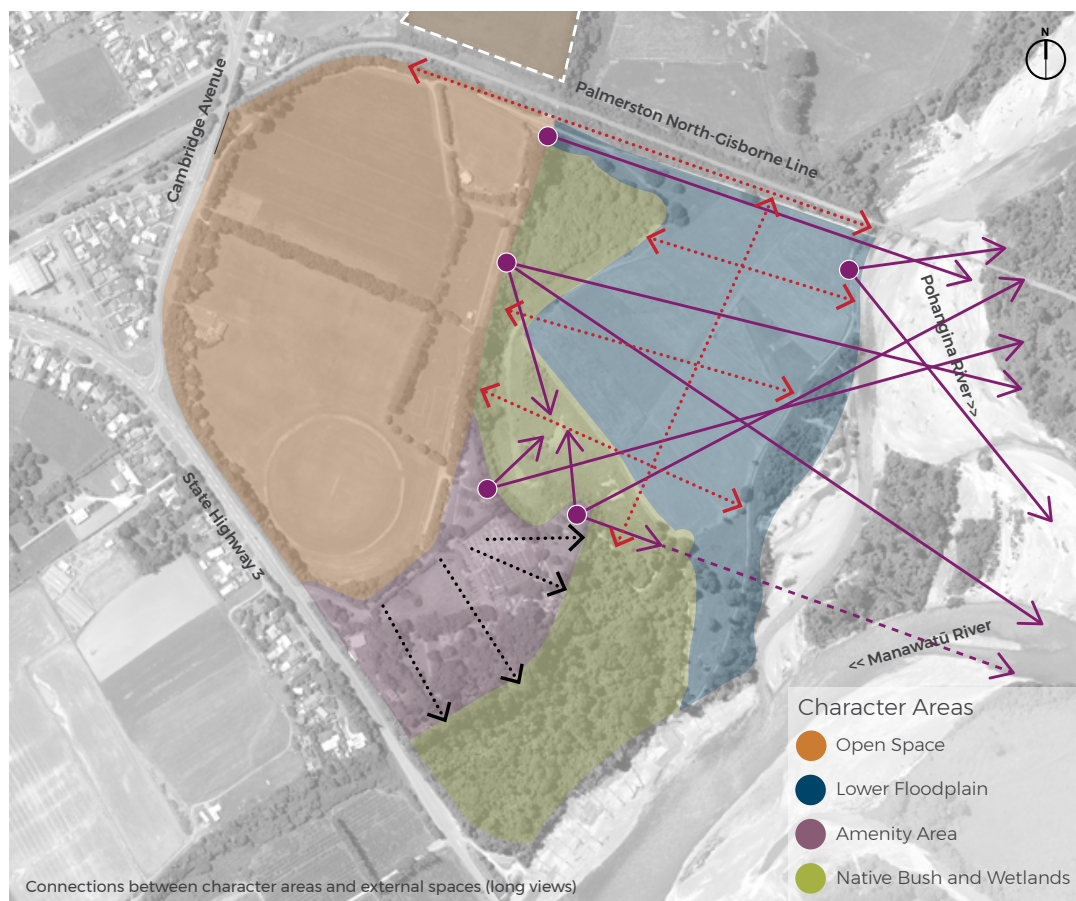 N
Palmerston North-Gisborne Line
Cambridge Avenue
Pohangina River >>
State Highway 3
<< Manawatū River
Character Areas
Open Space
Lower Floodplain
Amenity Area
Native Bush and Wetlands
Connections between character areas and external spaces (long views)